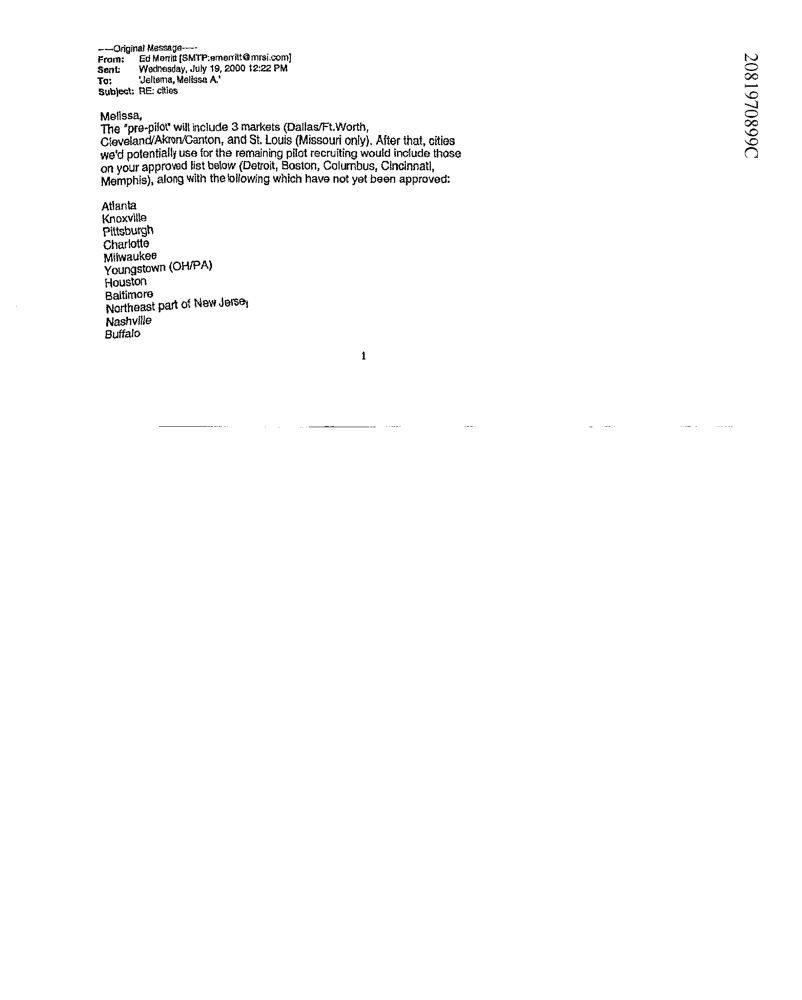 -----Original Message-----
From: Ed Merritt [SMTP:emerritt@mrsi.com]
Sent: Wednesday, July 19, 2000 12:22 PM
To: 'Jeltema, Melissa A.'
Subject: RE: cities
Melissa,
The "pre-pilot" will include 3 markets (Dallas/Ft.Worth,
Cleveland/Akron/Canton, and St. Louis (Missouri only). After that, cities
we'd potentially use for the remaining pilot recruiting would include those
on your approved list below (Detroit, Boston, Columbus, Cincinnati,
Memphis), along with the following which have not yet been approved:
Atlanta
Knoxville
Pittsburgh
Charlotte
Milwaukee
Youngstown (OH/PA)
Houston
Baltimore
Northeast part of New Jersey
Nashville
Buffalo
1
2081970899C